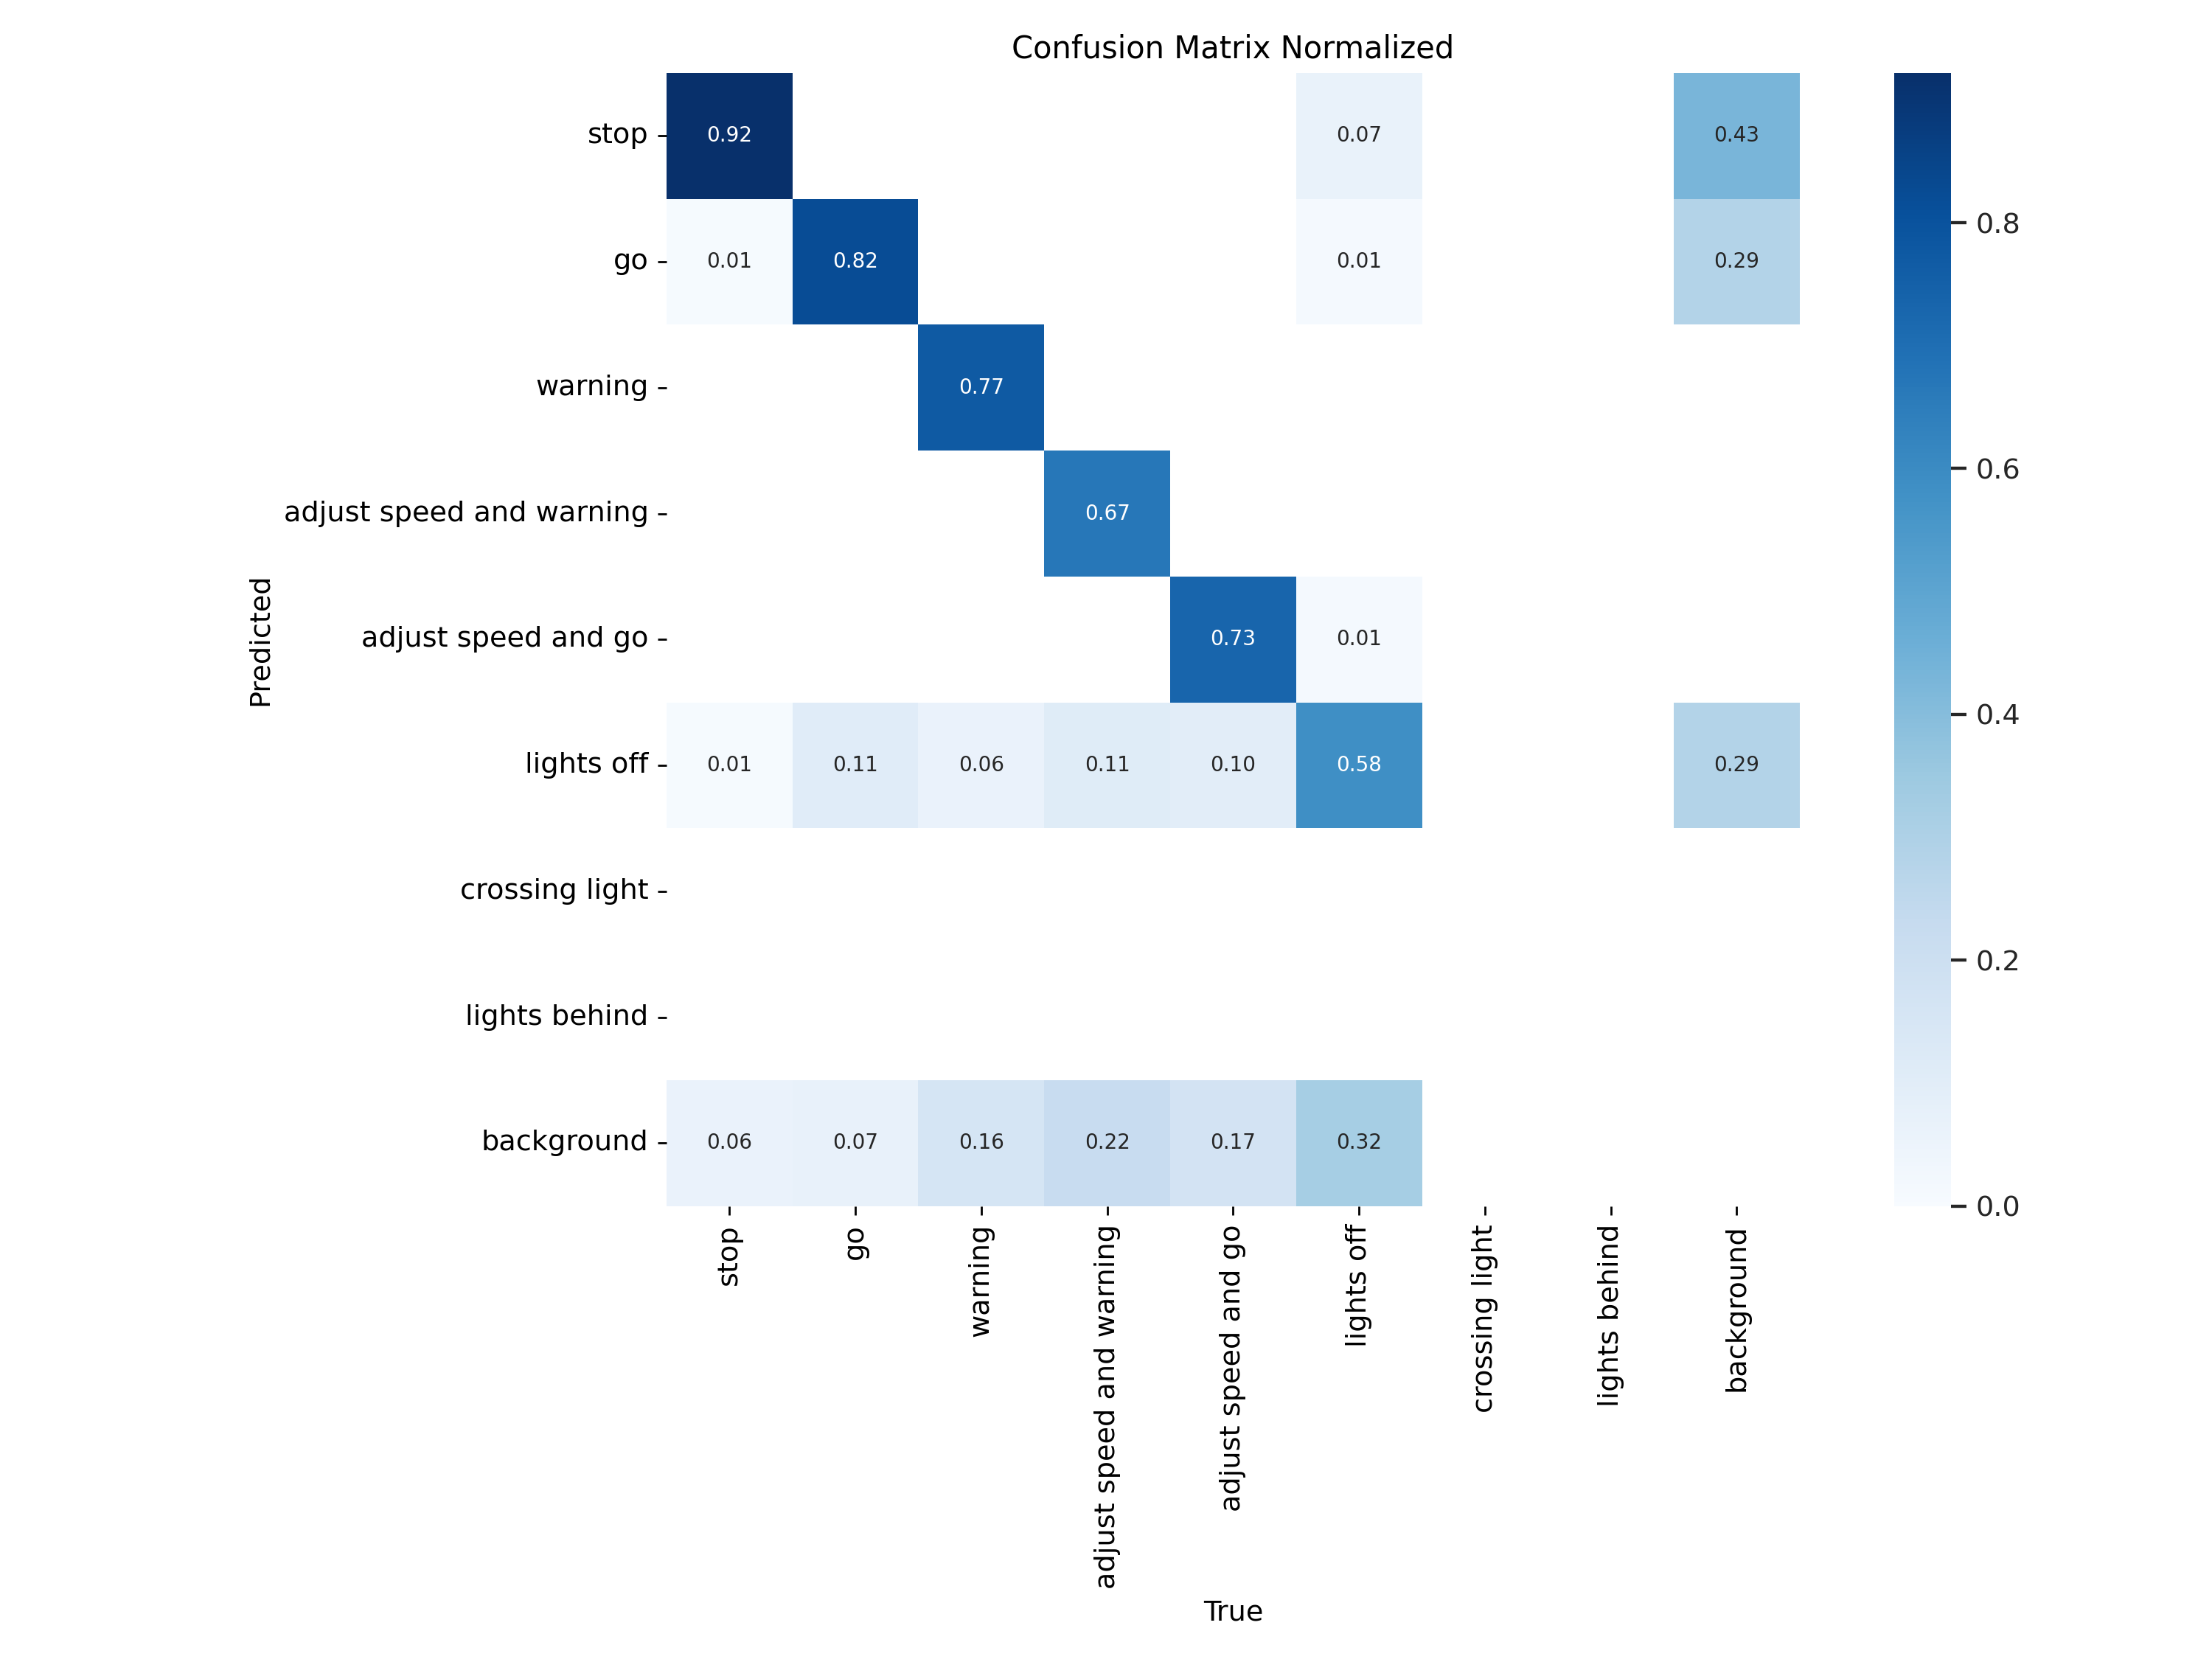 Confusion Matrix Normalized
stop 0.92 0.07 0.43
go 0.01 0.82 0.01 0.29
warning 0.77
adjust speed and warning 0.67
adjust speed and go 0.73 0.01
lights off 0.01 0.11 0.06 0.11 0.10 0.58 0.29
crossing light
lights behind
background 0.06 0.07 0.16 0.22 0.17 0.32
Predicted
stop
go
warning
adjust speed and warning
adjust speed and go
lights off
crossing light
lights behind
background
True
0.8
0.6
0.4
0.2
0.0